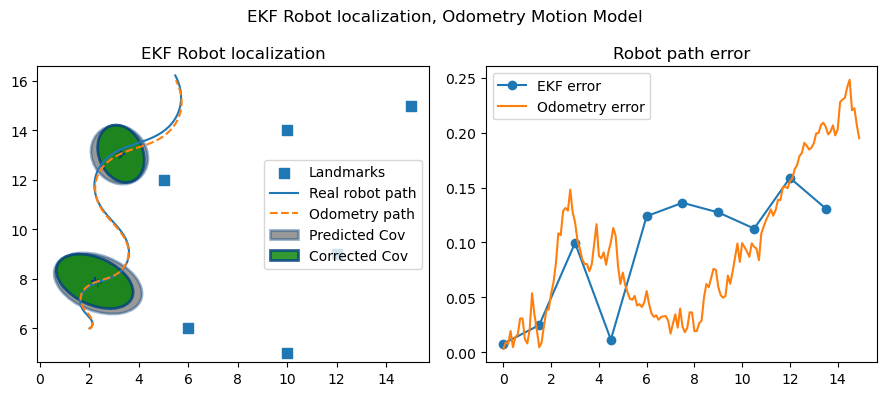 EKF Robot localization, Odometry Motion Model
EKF Robot localization
16
14
12
10
8
6
0 2 4 6 8 10 12 14
Landmarks
Real robot path
Odometry path
Predicted Cov
Corrected Cov
Robot path error
0.25
0.20
0.15
0.10
0.05
0.00
0 2 4 6 8 10 12 14
EKF error
Odometry error